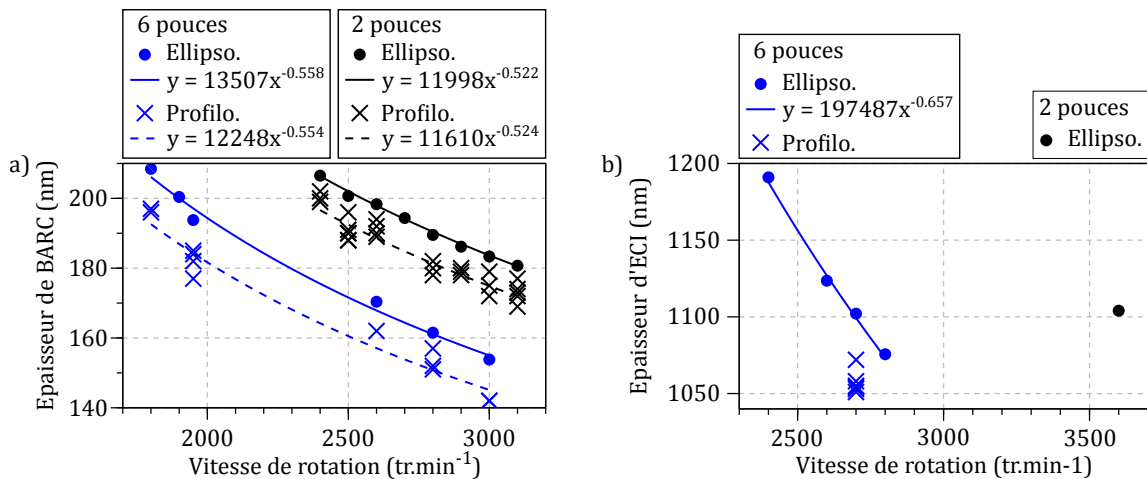 6 pouces
Ellipso.
y = 13507x^-0.558
Profilo.
y = 12248x^-0.554
2 pouces
Ellipso.
y = 11998x^-0.522
Profilo.
y = 11610x^-0.524
a)
Epaisseur de BARC (nm)
200
180
160
140
2000
2500
3000
Vitesse de rotation (tr.min^-1)
6 pouces
Ellipso.
y = 197487x^-0.657
Profilo.
2 pouces
Ellipso.
b)
Epaisseur d'ECI (nm)
1200
1150
1100
1050
2500
3000
3500
Vitesse de rotation (tr.min-1)